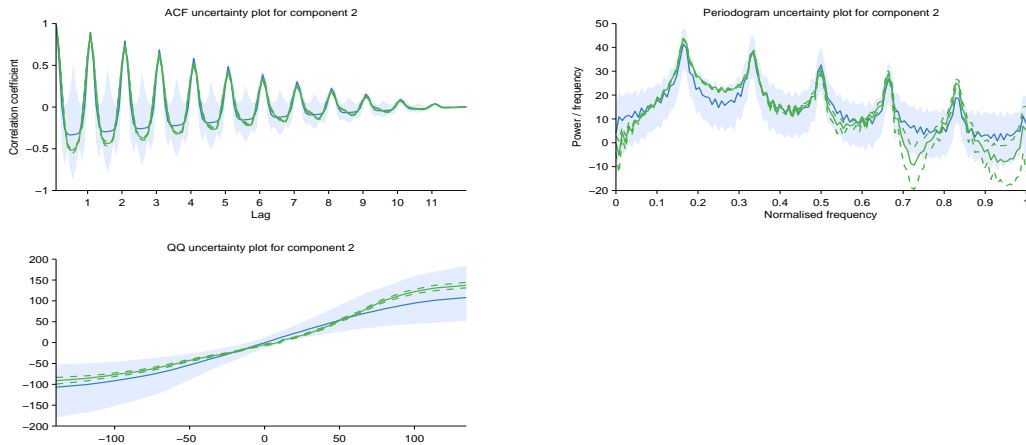 ACF uncertainty plot for component 2
1
0.5
0
−0.5
−1
Correlation coefficient
1 2 3 4 5 6 7 8 9 10 11
Lag
Periodogram uncertainty plot for component 2
50
40
30
20
10
0
−10
−20
Power / frequency
0 0.1 0.2 0.3 0.4 0.5 0.6 0.7 0.8 0.9 1
Normalised frequency
QQ uncertainty plot for component 2
200
150
100
50
0
−50
−100
−150
−200
−100 −50 0 50 100